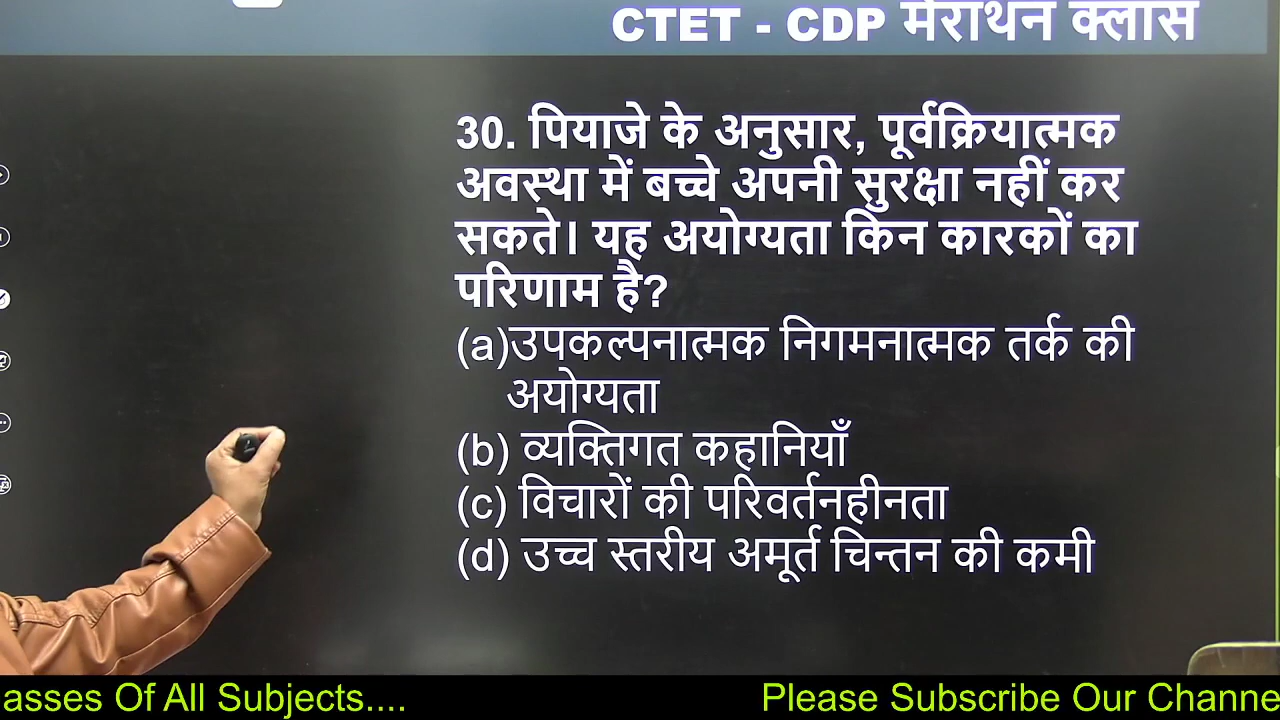 CTET - CDP मैराथन क्लास
30. पियाजे के अनुसार, पूर्वक्रियात्मक
अवस्था में बच्चे अपनी सुरक्षा नहीं कर
सकते। यह अयोग्यता किन कारकों का
परिणाम है?
(a)उपकल्पनात्मक निगमनात्मक तर्क की
अयोग्यता
(b) व्यक्तिगत कहानियाँ
(c) विचारों की परिवर्तनहीनता
(d) उच्च स्तरीय अमूर्त चिन्तन की कमी
asses Of All Subjects.... Please Subscribe Our Channe